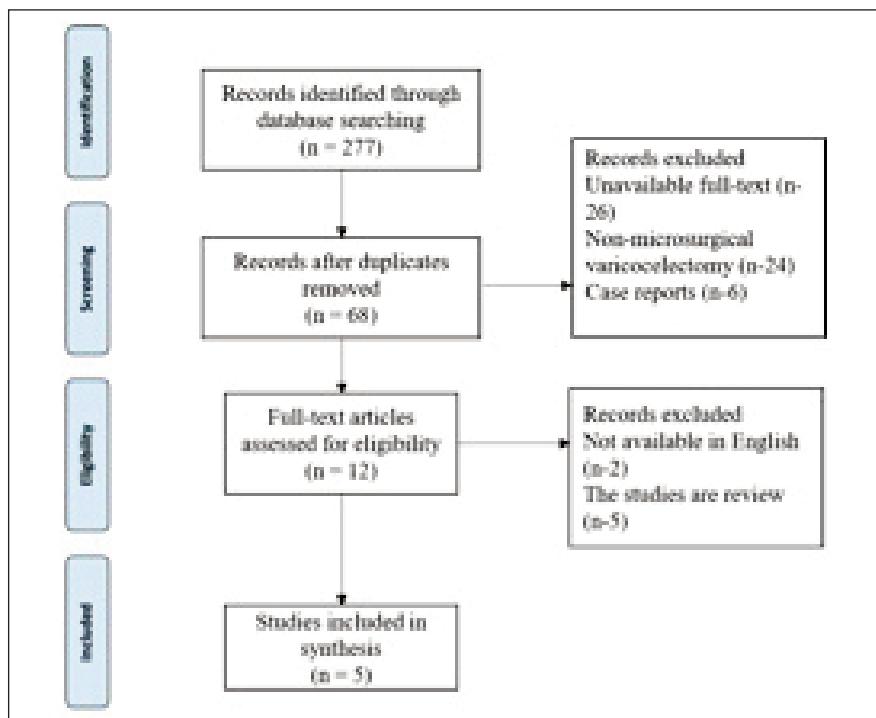 Identification
Records identified through
database searching
(n = 277)
Records excluded
Unavailable full-text (n-
26)
Non-microsurgical
varicocelectomy (n-24)
Case reports (n-6)
Screening
Records after duplicates
removed
(n = 68)
Eligibility
Full-text articles
assessed for eligibility
(n = 12)
Records excluded
Not available in English
(n-2)
The studies are review
(n-5)
Included
Studies included in
synthesis
(n = 5)